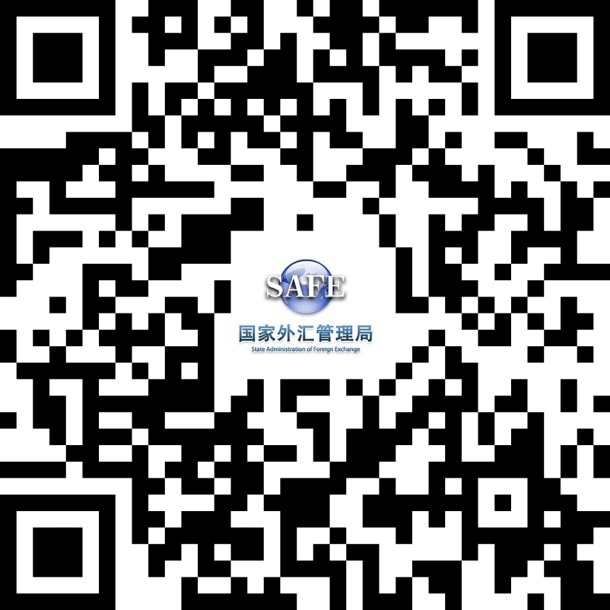 SAFE
国家外汇管理局
State Administration of Foreign Exchange